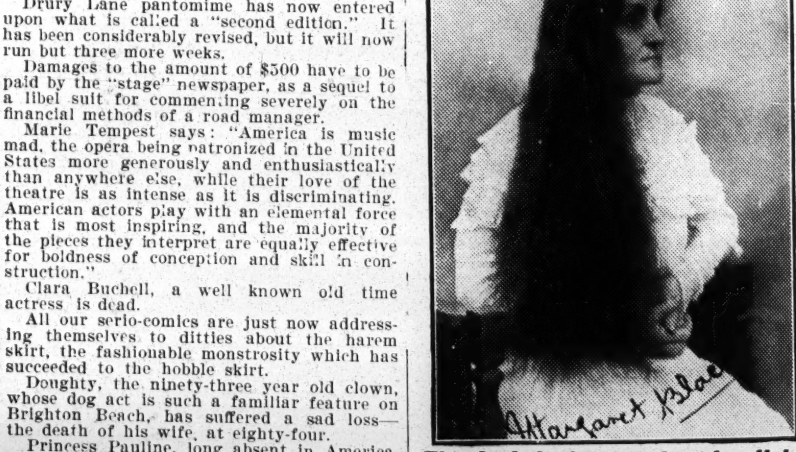 Drury Lane pantomime has now entered
upon what is called a "second edition." It
has been considerably revised, but it will now
run but three more weeks.
Damages to the amount of $500 have to be
paid by the "stage" newspaper, as a sequel to
a libel suit for commenting severely on the
financial methods of a road manager.
Marie Tempest says: "America is music
mad, the opera being patronized in the United
States more generously and enthusiastically
than anywhere else, while their love of the
theatre is as intense as it is discriminating.
American actors play with an elemental force
that is most inspiring, and the majority of
the pieces they interpret are equally effective
for boldness of conception and skill in con-
struction."
Clara Buchell, a well known old time
actress is dead.
All our serio-comics are just now address-
ing themselves to ditties about the harem
skirt, the fashionable monstrosity which has
succeeded to the hobble skirt.
Doughty, the ninety-three year old clown,
whose dog act is such a familiar feature on
Brighton Beach, has suffered a sad loss—
the death of his wife, at eighty-four.
Princess Pauline, long absent in America,
Margaret